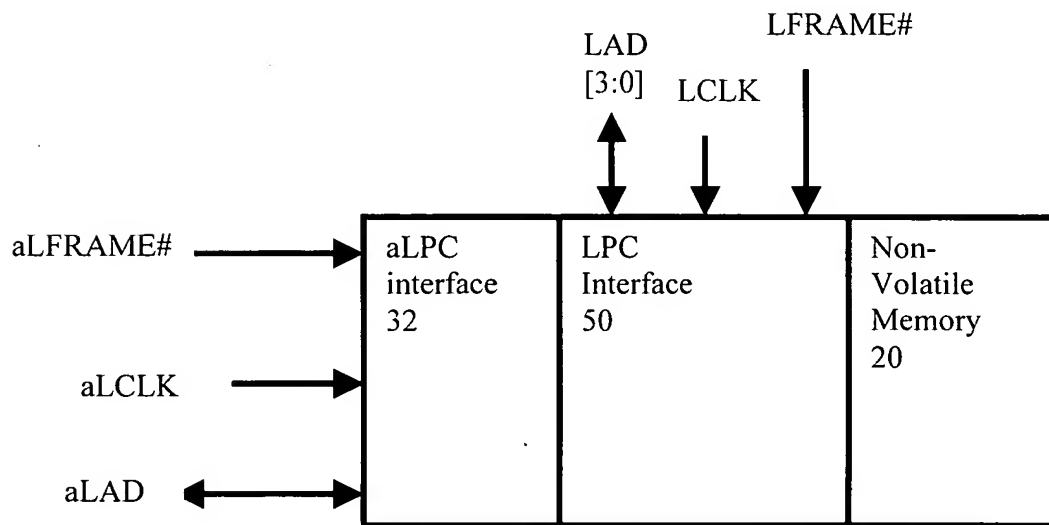 LFRAME#
LAD
[3:0]
LCLK
aLFRAME#
aLPC
interface
32
LPC
Interface
50
Non-
Volatile
Memory
20
aLCLK
aLAD